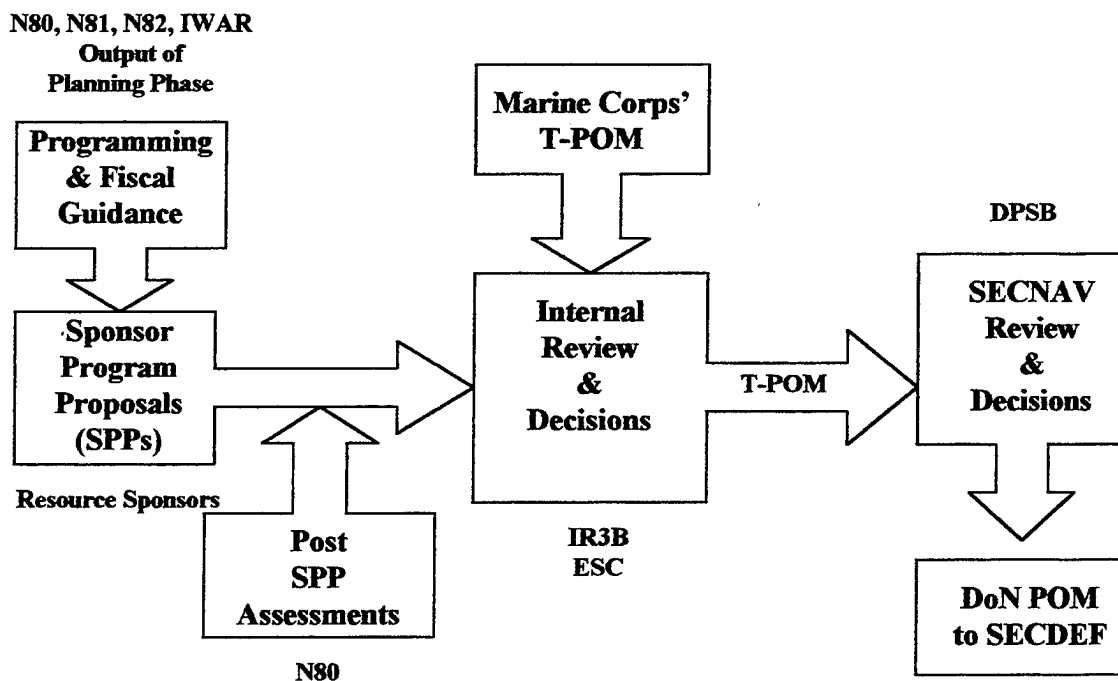 N80, N81, N82, IWAR
Output of
Planning Phase
Programming
& Fiscal
Guidance
Sponsor
Program
Proposals
(SPPs)
Resource Sponsors
Post
SPP
Assessments
N80
Marine Corps'
T-POM
Internal
Review
&
Decisions
IR3B
ESC
T-POM
DPSB
SECNAV
Review
&
Decisions
DoN POM
to SECDEF